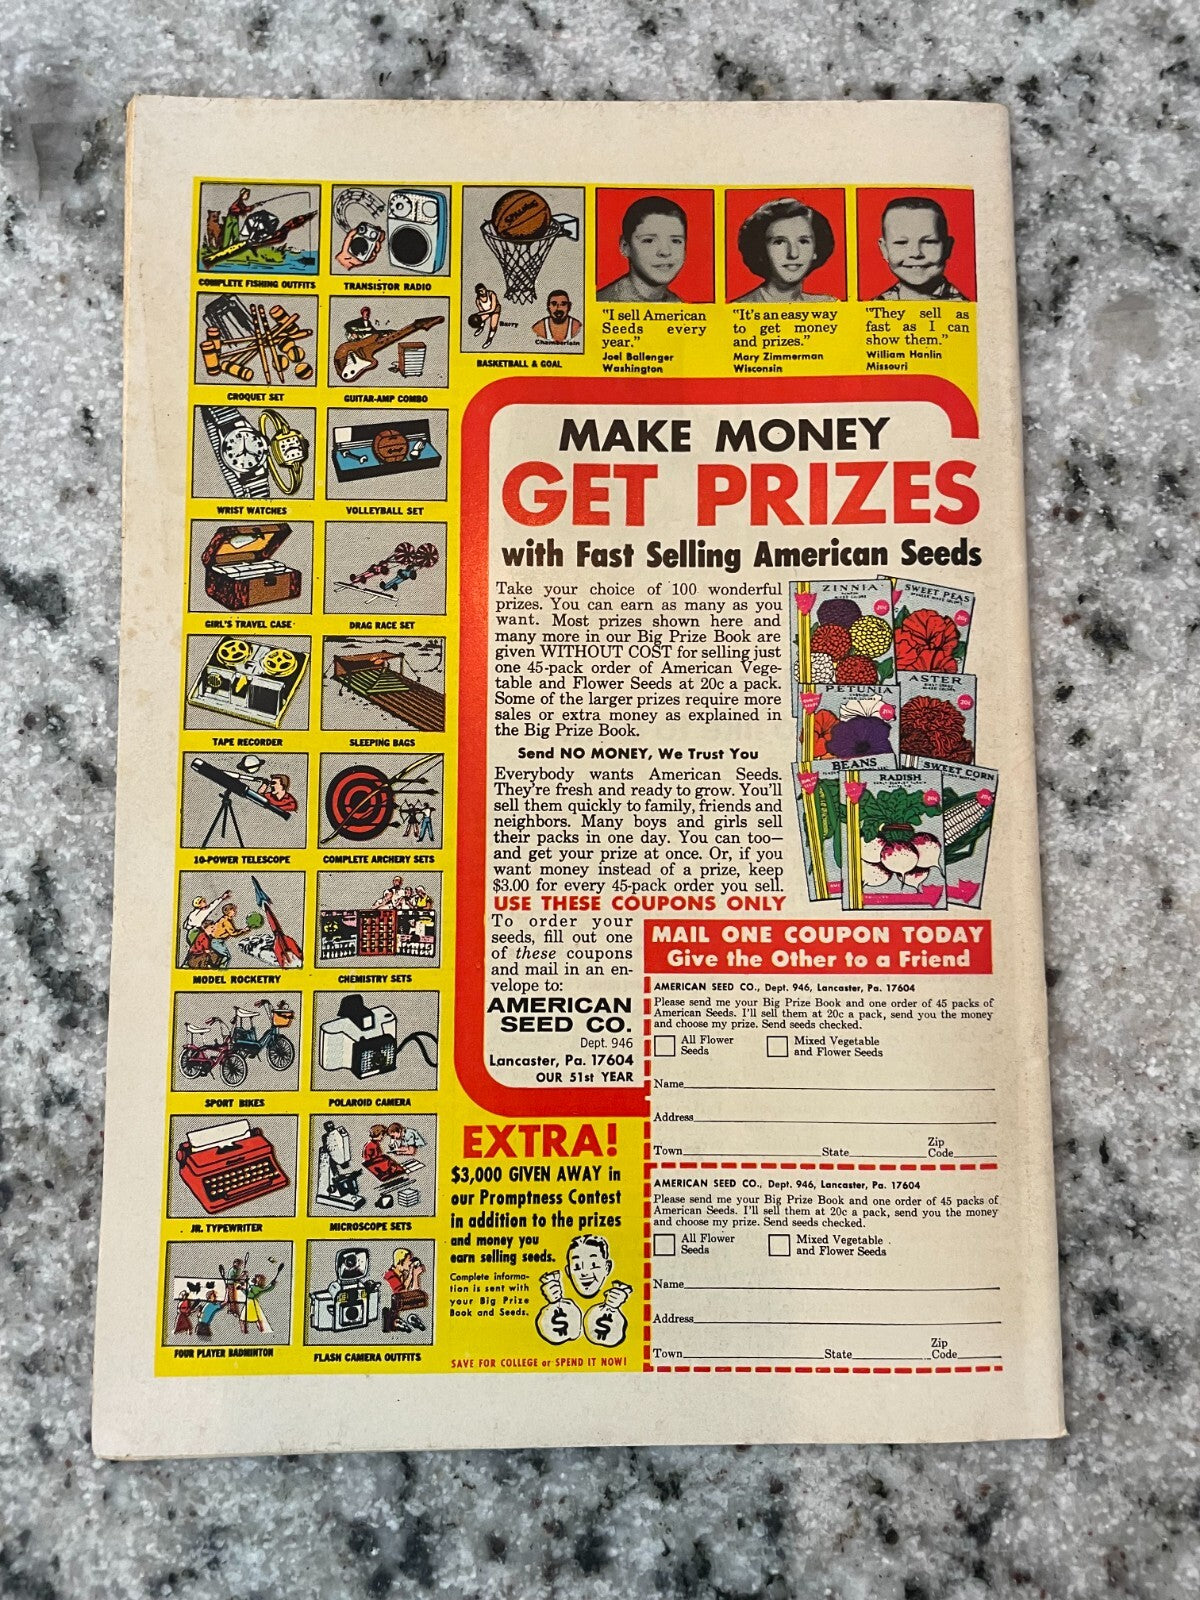 COMPLETE FISHING OUTFITS
TRANSISTOR RADIO
SPALDING
Barry
Chamberlain
BASKETBALL & GOAL
CROQUET SET
GUITAR-AMP COMBO
WRIST WATCHES
VOLLEYBALL SET
GIRL'S TRAVEL CASE
DRAG RACE SET
TAPE RECORDER
SLEEPING BAGS
10-POWER TELESCOPE
COMPLETE ARCHERY SETS
MODEL ROCKETRY
CHEMISTRY SETS
SPORT BIKES
POLAROID CAMERA
JR. TYPEWRITER
MICROSCOPE SETS
FOUR PLAYER BADMINTON
FLASH CAMERA OUTFITS
"I sell American
Seeds every
year."
Joel Ballenger
Washington
"It's an easy way
to get money
and prizes."
Mary Zimmerman
Wisconsin
"They sell as
fast as I can
show them."
William Hanlin
Missouri
MAKE MONEY
GET PRIZES
with Fast Selling American Seeds
Take your choice of 100 wonderful
prizes. You can earn as many as you
want. Most prizes shown here and
many more in our Big Prize Book are
given WITHOUT COST for selling just
one 45-pack order of American Vege-
table and Flower Seeds at 20c a pack.
Some of the larger prizes require more
sales or extra money as explained in
the Big Prize Book.
Send NO MONEY, We Trust You
Everybody wants American Seeds.
They're fresh and ready to grow. You'll
sell them quickly to family, friends and
neighbors. Many boys and girls sell
their packs in one day. You can too—
and get your prize at once. Or, if you
want money instead of a prize, keep
$3.00 for every 45-pack order you sell.
USE THESE COUPONS ONLY
To order your
seeds, fill out one
of these coupons
and mail in an en-
velope to:
AMERICAN
SEED CO.
Dept. 946
Lancaster, Pa. 17604
OUR 51st YEAR
ZINNIA
20c
SWEET PEAS
20c
PETUNIA
20c
ASTER
20c
BEANS
RADISH
20c
SWEET CORN
20c
MAIL ONE COUPON TODAY
Give the Other to a Friend
AMERICAN SEED CO., Dept. 946, Lancaster, Pa. 17604
Please send me your Big Prize Book and one order of 45 packs of
American Seeds. I'll sell them at 20c a pack, send you the money
and choose my prize. Send seeds checked.
All Flower
Seeds
Mixed Vegetable
and Flower Seeds
Name
Address
Town State Zip Code
AMERICAN SEED CO., Dept. 946, Lancaster, Pa. 17604
Please send me your Big Prize Book and one order of 45 packs of
American Seeds. I'll sell them at 20c a pack, send you the money
and choose my prize. Send seeds checked.
All Flower
Seeds
Mixed Vegetable
and Flower Seeds
Name
Address
Town State Zip Code
EXTRA!
$3,000 GIVEN AWAY in
our Promptness Contest
in addition to the prizes
and money you
earn selling seeds.
Complete informa-
tion is sent with
your Big Prize
Book and Seeds.
$ $
SAVE FOR COLLEGE or SPEND IT NOW!